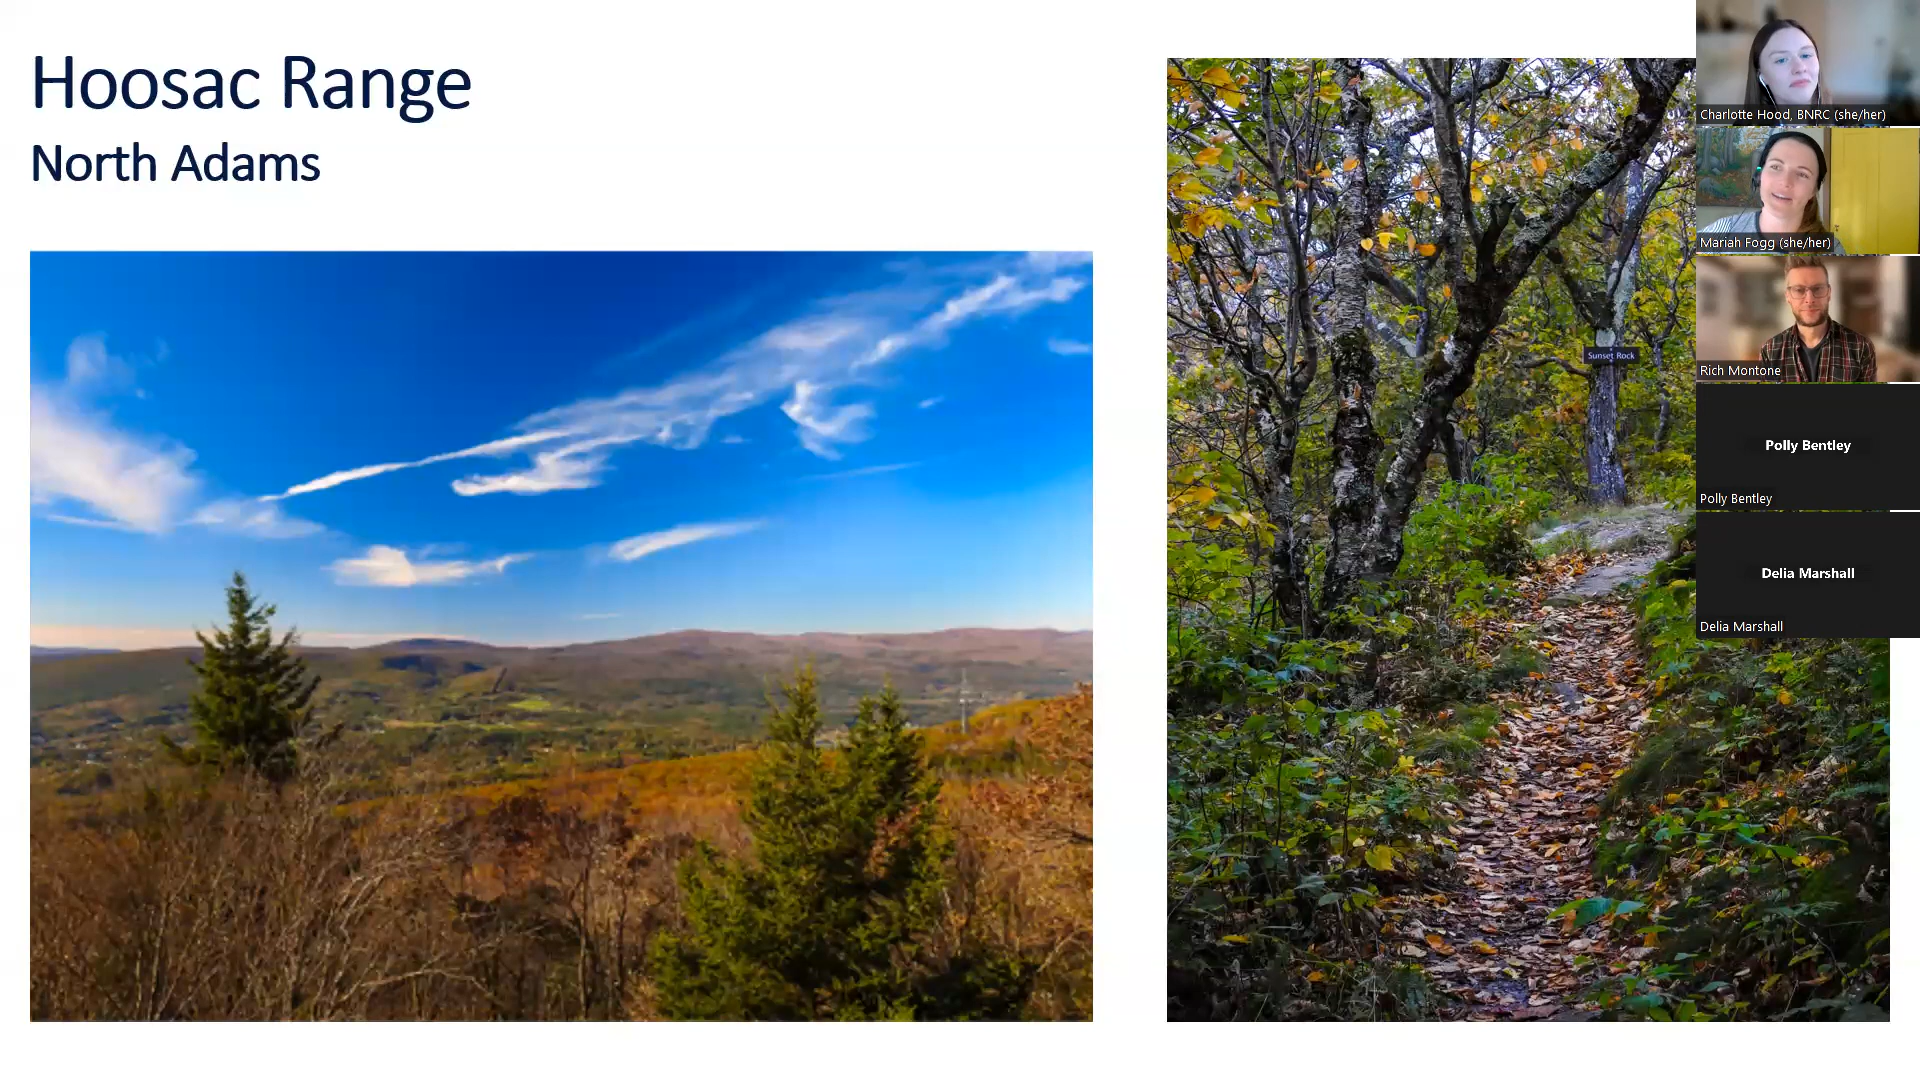 Hoosac Range
North Adams
Sunset Rock
Charlotte Hood, BNRC (she/her)
Mariah Fogg (she/her)
Rich Montone
Polly Bentley
Polly Bentley
Delia Marshall
Delia Marshall